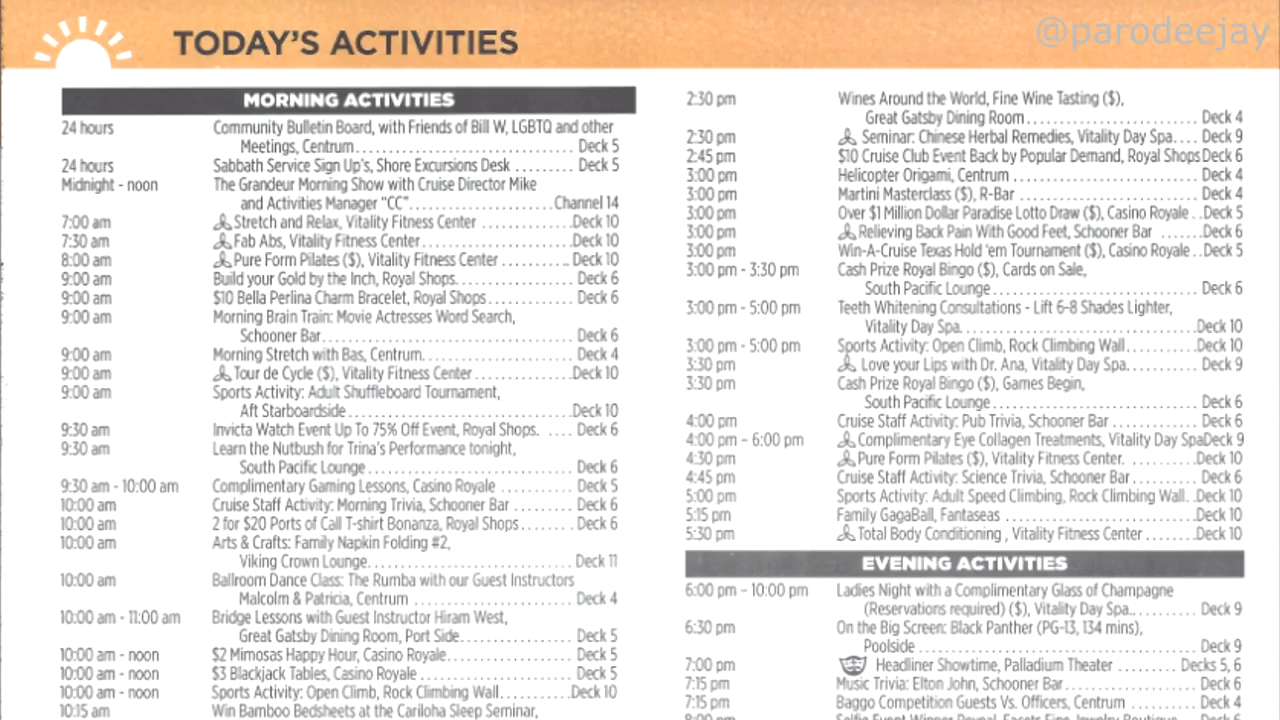 @parodeejay
TODAY'S ACTIVITIES
MORNING ACTIVITIES
24 hours Community Bulletin Board, with Friends of Bill W, LGBTQ and other
Meetings, Centrum Deck 5
24 hours Sabbath Service Sign Up's, Shore Excursions Desk Deck 5
Midnight - noon The Grandeur Morning Show with Cruise Director Mike
and Activities Manager "CC" Channel 14
7:00 am Stretch and Relax, Vitality Fitness Center Deck 10
7:30 am Fab Abs, Vitality Fitness Center Deck 10
8:00 am Pure Form Pilates ($), Vitality Fitness Center Deck 10
9:00 am Build your Gold by the Inch, Royal Shops. Deck 6
9:00 am $10 Bella Perlina Charm Bracelet, Royal Shops Deck 6
9:00 am Morning Brain Train: Movie Actresses Word Search,
Schooner Bar Deck 6
9:00 am Morning Stretch with Bas, Centrum. Deck 4
9:00 am Tour de Cycle ($), Vitality Fitness Center Deck 10
9:00 am Sports Activity: Adult Shuffleboard Tournament,
Aft Starboardside Deck 10
9:30 am Invicta Watch Event Up To 75% Off Event, Royal Shops. Deck 6
9:30 am Learn the Nutbush for Trina's Performance tonight,
South Pacific Lounge Deck 6
9:30 am - 10:00 am Complimentary Gaming Lessons, Casino Royale Deck 5
10:00 am Cruise Staff Activity: Morning Trivia, Schooner Bar Deck 6
10:00 am 2 for $20 Ports of Call T-shirt Bonanza, Royal Shops Deck 6
10:00 am Arts & Crafts: Family Napkin Folding #2,
Viking Crown Lounge Deck 11
10:00 am Ballroom Dance Class: The Rumba with our Guest Instructors
Malcolm & Patricia, Centrum Deck 4
10:00 am - 11:00 am Bridge Lessons with Guest Instructor Hiram West,
Great Gatsby Dining Room, Port Side Deck 5
10:00 am - noon $2 Mimosas Happy Hour, Casino Royale Deck 5
10:00 am - noon $3 Blackjack Tables, Casino Royale Deck 5
10:00 am - noon Sports Activity: Open Climb, Rock Climbing Wall Deck 10
10:15 am Win Bamboo Bedsheets at the Cariloha Sleep Seminar,
2:30 pm Wines Around the World, Fine Wine Tasting ($),
Great Gatsby Dining Room Deck 4
2:30 pm Seminar: Chinese Herbal Remedies, Vitality Day Spa Deck 9
2:45 pm $10 Cruise Club Event Back by Popular Demand, Royal Shops Deck 6
3:00 pm Helicopter Origami, Centrum Deck 4
3:00 pm Martini Masterclass ($), R-Bar Deck 4
3:00 pm Over $1 Million Dollar Paradise Lotto Draw ($), Casino Royale Deck 5
3:00 pm Relieving Back Pain With Good Feet, Schooner Bar Deck 6
3:00 pm Win-A-Cruise Texas Hold 'em Tournament ($), Casino Royale Deck 5
3:00 pm - 3:30 pm Cash Prize Royal Bingo ($), Cards on Sale,
South Pacific Lounge Deck 6
3:00 pm - 5:00 pm Teeth Whitening Consultations - Lift 6-8 Shades Lighter,
Vitality Day Spa Deck 10
3:00 pm - 5:00 pm Sports Activity: Open Climb, Rock Climbing Wall Deck 10
3:30 pm Love your Lips with Dr. Ana, Vitality Day Spa Deck 9
3:30 pm Cash Prize Royal Bingo ($), Games Begin,
South Pacific Lounge Deck 6
4:00 pm Cruise Staff Activity: Pub Trivia, Schooner Bar Deck 6
4:00 pm – 6:00 pm Complimentary Eye Collagen Treatments, Vitality Day Spa Deck 9
4:30 pm Pure Form Pilates ($), Vitality Fitness Center. Deck 10
4:45 pm Cruise Staff Activity: Science Trivia, Schooner Bar Deck 6
5:00 pm Sports Activity: Adult Speed Climbing, Rock Climbing Wall Deck 10
5:15 pm Family GagaBall, Fantaseas Deck 10
5:30 pm Total Body Conditioning , Vitality Fitness Center Deck 10
EVENING ACTIVITIES
6:00 pm – 10:00 pm Ladies Night with a Complimentary Glass of Champagne
(Reservations required) ($), Vitality Day Spa Deck 9
6:30 pm On the Big Screen: Black Panther (PG-13, 134 mins),
Poolside Deck 9
7:00 pm Headliner Showtime, Palladium Theater Decks 5, 6
7:15 pm Music Trivia: Elton John, Schooner Bar Deck 6
7:15 pm Baggo Competition Guests Vs. Officers, Centrum Deck 4